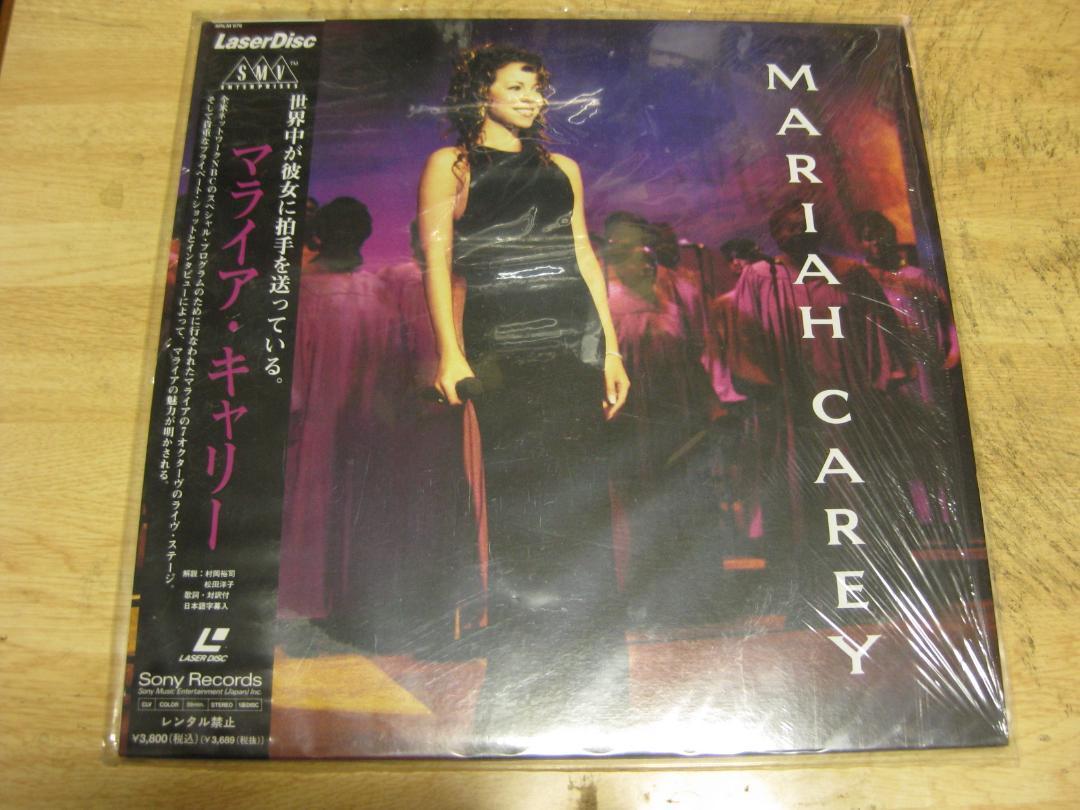 LaserDisc
SMV™
ENTERPRISES
世界中が彼女に拍手を送っている。
マライア・キャリー
全米ネットワークNBCのスペシャル・プログラムのために行なわれたマライアの7オクターヴのライヴ・ステージ。
そして貴重なプライベート・ショットとインタビューによって、マライアの魅力が明かされる。
解説:村岡裕司
松田洋子
歌詞・対訳付
日本語字幕入
LASER DISC
Sony Records
Sony Music Entertainment (Japan) Inc.
CLV COLOR STEREO 1DISC
レンタル禁止
¥3,800(税込)(¥3,689(税抜))
MARIAH CAREY